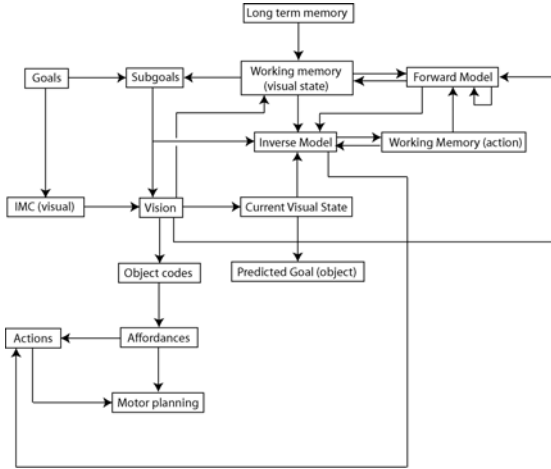 Long term memory
Goals
Subgoals
Working memory
(visual state)
Forward Model
Inverse Model
Working Memory (action)
IMC (visual)
Vision
Current Visual State
Object codes
Predicted Goal (object)
Actions
Affordances
Motor planning